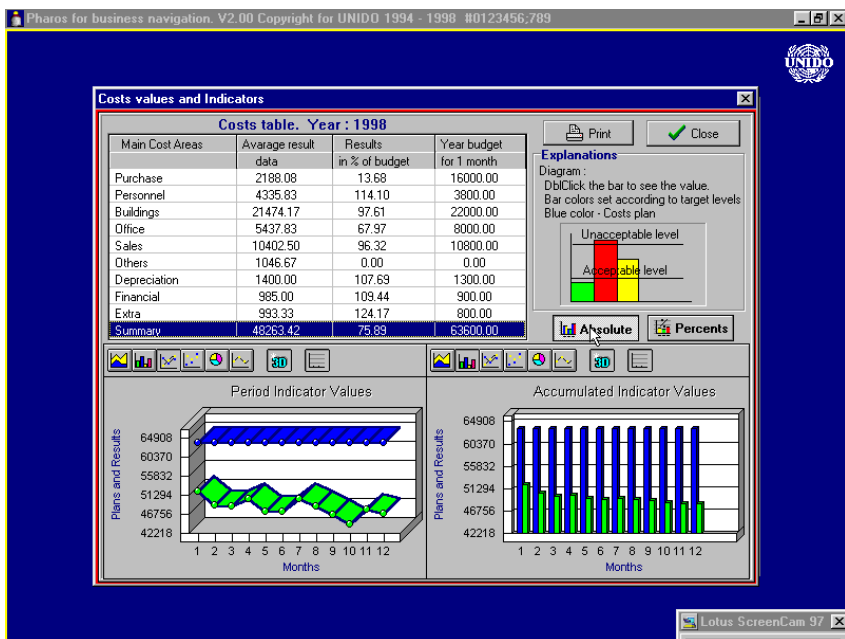 Pharos for business navigation. V2.00 Copyright for UNIDO 1994 - 1998 #0123456;789
UNIDO
Costs values and Indicators
Costs table. Year : 1998
Print
Close
Main Cost Areas Avarage result Results Year budget
data in % of budget for 1 month
Purchase 2188.08 13.68 16000.00
Personnel 4335.83 114.10 3800.00
Buildings 21474.17 97.61 22000.00
Office 5437.83 67.97 8000.00
Sales 10402.50 96.32 10800.00
Others 1046.67 0.00 0.00
Depreciation 1400.00 107.69 1300.00
Financial 985.00 109.44 900.00
Extra 993.33 124.17 800.00
Summary 48263.42 75.89 63600.00
Explanations
Diagram :
DblClick the bar to see the value.
Bar colors set according to target levels
Blue color - Costs plan
Unacceptable level
Acceptable level
Absolute
Percents
3D
Period Indicator Values
Plans and Results
64908
60370
55832
51294
46756
42218
1 2 3 4 5 6 7 8 9 10 11 12
Months
3D
Accumulated Indicator Values
Plans and Results
64908
60370
55832
51294
46756
42218
1 2 3 4 5 6 7 8 9 10 11 12
Months
Lotus ScreenCam 97